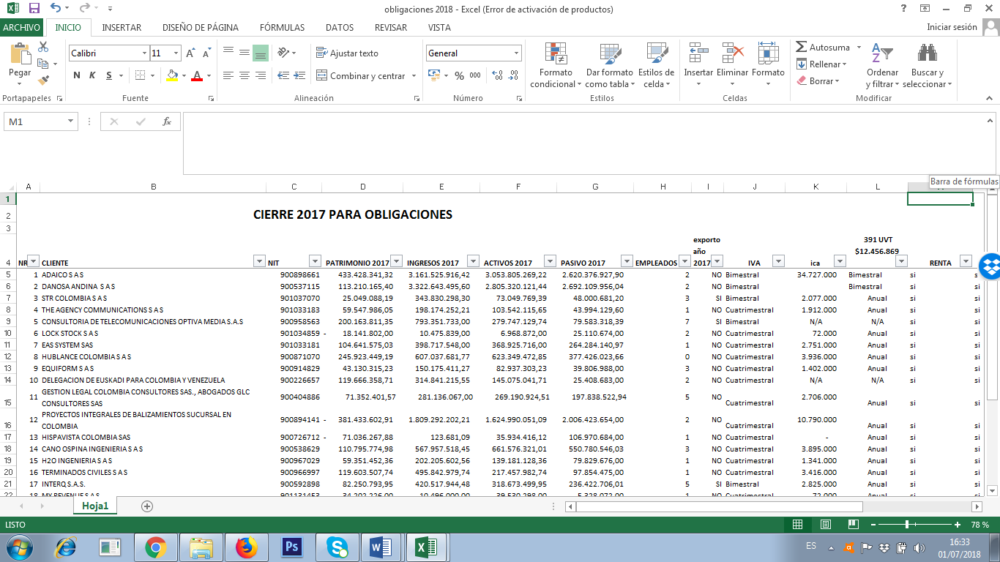 obligaciones 2018 - Excel (Error de activación de productos)
ARCHIVO INICIO INSERTAR DISEÑO DE PÁGINA FÓRMULAS DATOS REVISAR VISTA Iniciar sesión
Pegar
Calibri 11
Ajustar texto
General
Formato condicional
Dar formato como tabla
Estilos de celda
Insertar Eliminar Formato
Autosuma
Rellenar
Borrar
Ordenar y filtrar
Buscar y seleccionar
N K S
Combinar y centrar
% 000
Portapapeles Fuente Alineación Número Estilos Celdas Modificar
M1
fx
Barra de fórmulas
A B C D E F G H I J K L
1
2 CIERRE 2017 PARA OBLIGACIONES
3
exporto año 2017
391 UVT $12.456.869
4 NR CLIENTE NIT PATRIMONIO 2017 INGRESOS 2017 ACTIVOS 2017 PASIVO 2017 EMPLEADOS IVA ica RENTA
5 1 ADAICO S A S 900898661 433.428.341,32 3.161.525.916,42 3.053.805.269,22 2.620.376.927,90 2 NO Bimestral 34.727.000 Bimestral si si
6 2 DANOSA ANDINA S A S 900537115 113.210.165,40 3.322.643.495,60 2.805.320.121,44 2.692.109.956,04 2 NO Bimestral Bimestral si si
7 3 STR COLOMBIA S A S 901037070 25.049.088,19 343.830.298,30 73.049.769,39 48.000.681,20 3 SI Bimestral 2.077.000 Anual si si
8 4 THE AGENCY COMMUNICATIONS S A S 901033183 59.547.986,05 198.174.252,21 103.542.115,65 43.994.129,60 1 NO Cuatrimestral 1.912.000 Anual si si
9 5 CONSULTORIA DE TELECOMUNICACIONES OPTIVA MEDIA S.A.S 900958563 200.163.811,35 793.351.733,00 279.747.129,74 79.583.318,39 7 SI Bimestral N/A N/A si si
10 6 LOCK STOCK S A S 901034859 - 18.141.802,00 10.475.839,00 6.968.872,00 25.110.674,00 2 NO Cuatrimestral 72.000 Anual si si
11 7 EAS SYSTEM SAS 901033181 104.641.575,03 398.717.548,00 368.925.716,00 264.284.140,97 1 NO Cuatrimestral 2.751.000 Anual si si
12 8 HUBLANCE COLOMBIA S A S 900871070 245.923.449,19 607.037.681,77 623.349.472,85 377.426.023,66 0 NO Cuatrimestral 3.936.000 Anual si si
13 9 EQUIFORM S A S 900914829 43.130.315,23 150.175.411,27 82.937.303,23 39.806.988,00 3 NO Cuatrimestral 1.402.000 Anual si si
14 10 DELEGACION DE EUSKADI PARA COLOMBIA Y VENEZUELA 900226657 119.666.358,71 314.841.215,55 145.075.041,71 25.408.683,00 2 NO Cuatrimestral N/A N/A si si
15 11 GESTION LEGAL COLOMBIA CONSULTORES SAS., ABOGADOS GLC CONSULTORES SAS 900404886 71.352.401,57 281.136.067,00 269.190.924,51 197.838.522,94 5 NO Cuatrimestral 2.706.000 Anual si si
16 12 PROYECTOS INTEGRALES DE BALIZAMIENTOS SUCURSAL EN COLOMBIA 900894141 - 381.433.602,91 1.809.292.202,21 1.624.990.051,09 2.006.423.654,00 2 NO Cuatrimestral 10.790.000 Anual si si
17 13 HISPAVISTA COLOMBIA SAS 900726712 - 71.036.267,88 123.681,09 35.934.416,12 106.970.684,00 1 NO Cuatrimestral - Anual si si
18 14 CANO OSPINA INGENIERIA S A S 900538629 110.795.774,98 567.957.518,45 661.576.321,01 550.780.546,03 3 NO Cuatrimestral 3.895.000 Anual si si
19 15 H2O INGENIERIA S A S 900967029 59.351.452,36 202.205.602,56 139.181.128,36 79.829.676,00 1 NO Cuatrimestral 1.341.000 Anual si si
20 16 TERMINADOS CIVILES S A S 900966997 119.603.507,74 495.842.979,74 217.457.982,74 97.854.475,00 1 NO Cuatrimestral 3.416.000 Anual si si
21 17 INTERQ S.A.S. 900592898 82.250.793,95 420.517.944,48 318.673.499,95 236.422.706,01 5 SI Bimestral 2.825.000 Anual si si
Hoja1
LISTO 78 %
ES 16:33
01/07/2018